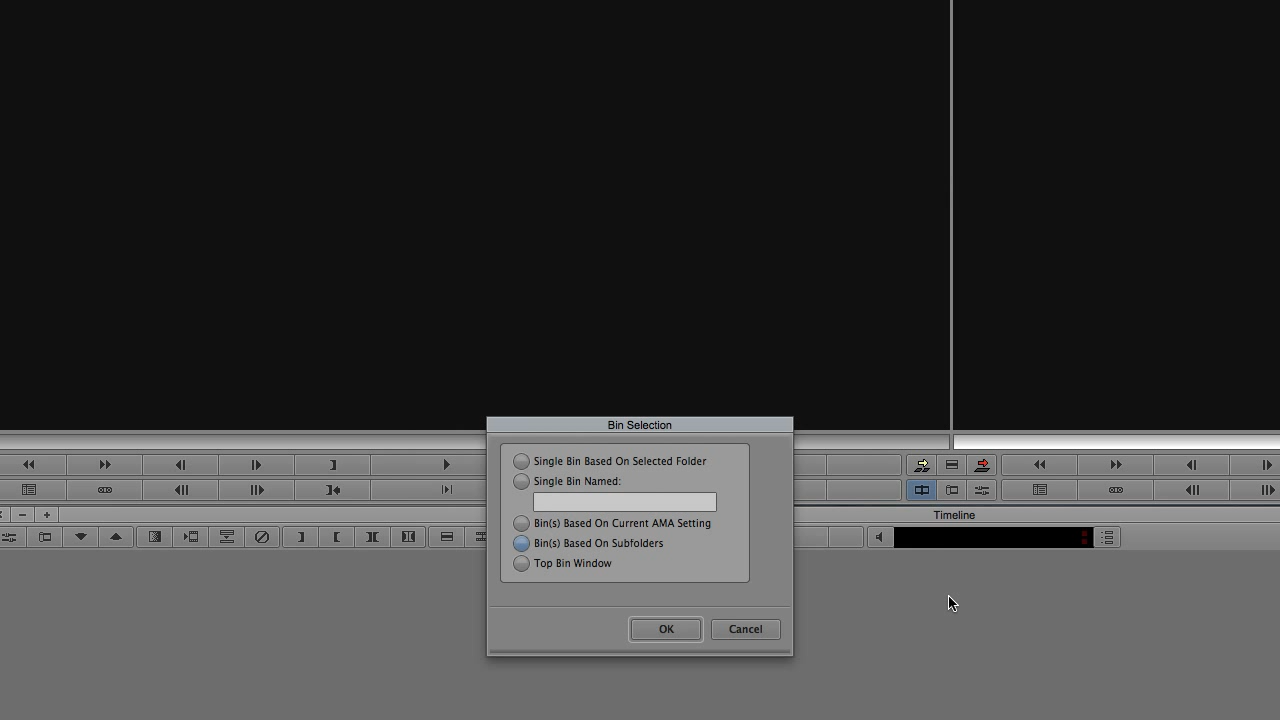 Bin Selection
Single Bin Based On Selected Folder
Single Bin Named:
Bin(s) Based On Current AMA Setting
Bin(s) Based On Subfolders
Top Bin Window
OK
Cancel
Timeline